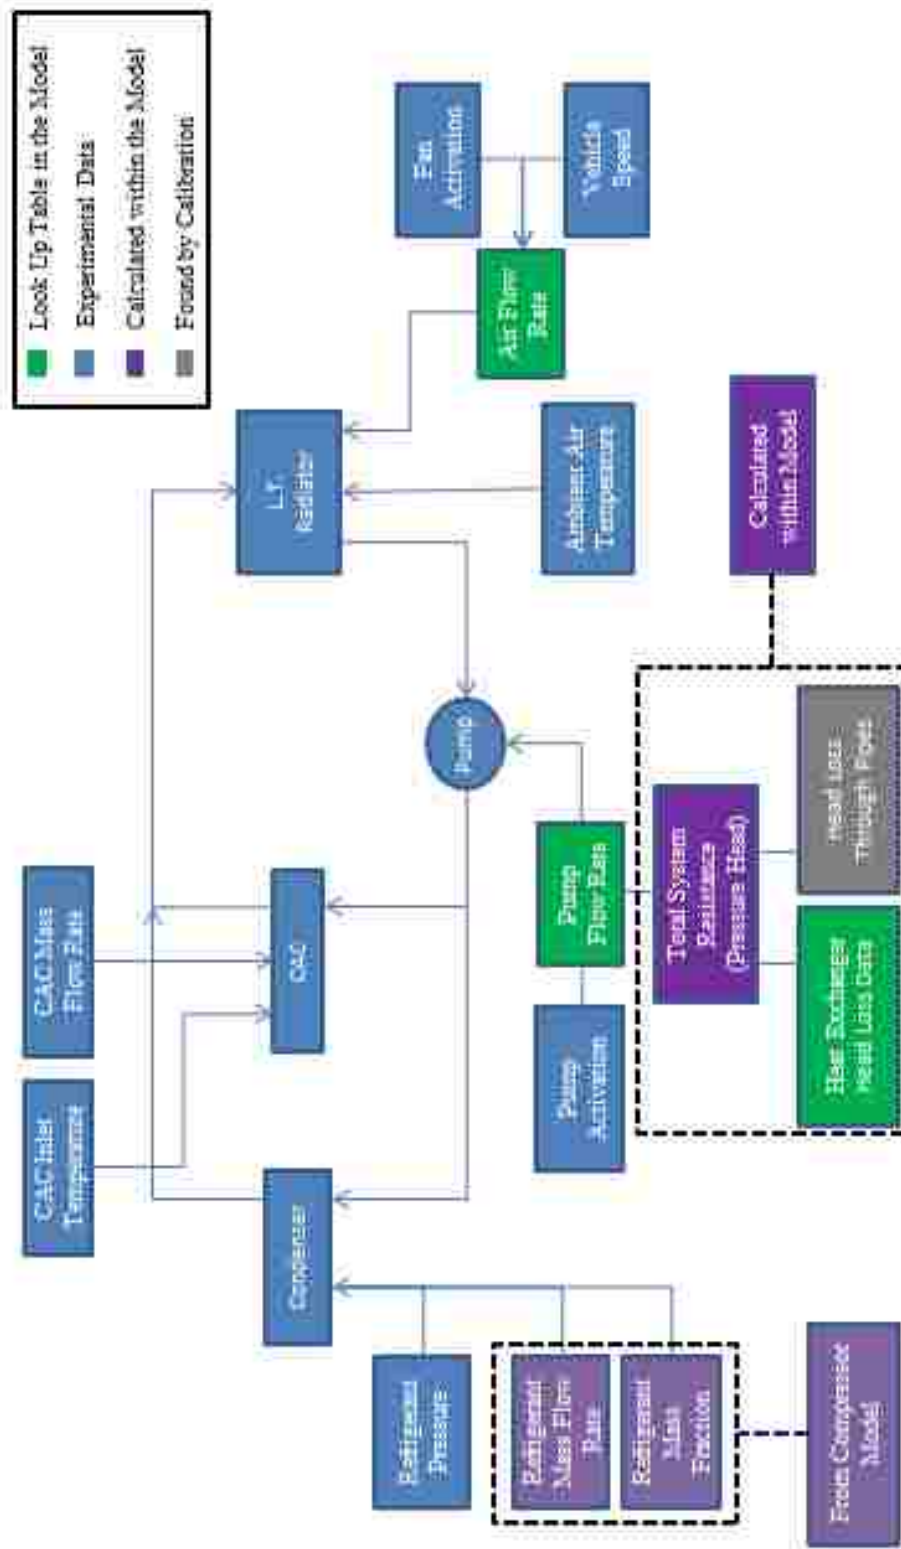 Look Up Table in the Model
Experimental Data
Calculated within the Model
Found by Calibration
CAC Inlet
Temperature
CAC Mass
Flow Rate
Condenser
CAC
L.T.
Radiator
Refrigerant
Pressure
Pump
Fan
Activation
Refrigerant
Mass Flow
Rate
Air Flow
Rate
Pump
Activation
Pump
Flow Rate
Ambient Air
Temperature
Vehicle
Speed
Refrigerant
Mass
Fraction
Total System
Resistance
(Pressure Head)
Calculated
within Model
From Compressor
Model
Heat Exchanger
Head Loss Data
Head Loss
Through Pipes